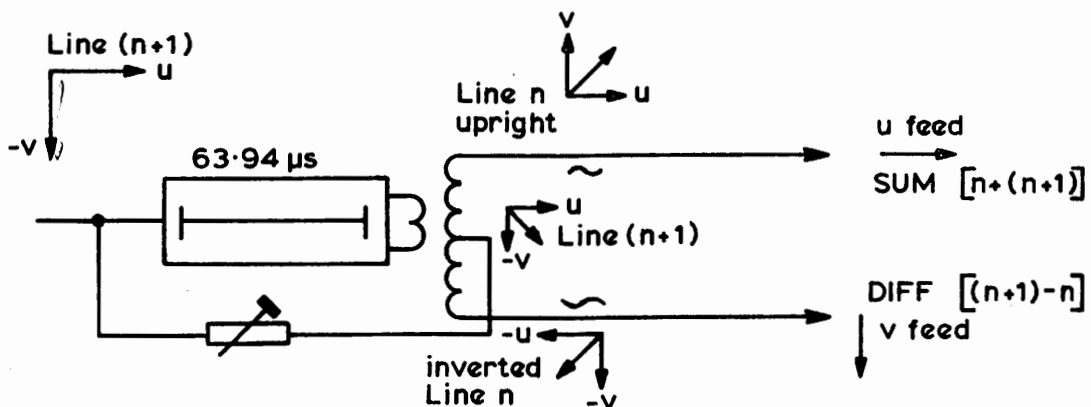 Line (n+1)
u
-v
63·94 µs
v
u
Line n
upright
u
Line (n+1)
-v
u feed
SUM [n+(n+1)]
DIFF [(n+1)-n]
v feed
-u
inverted
Line n
-v